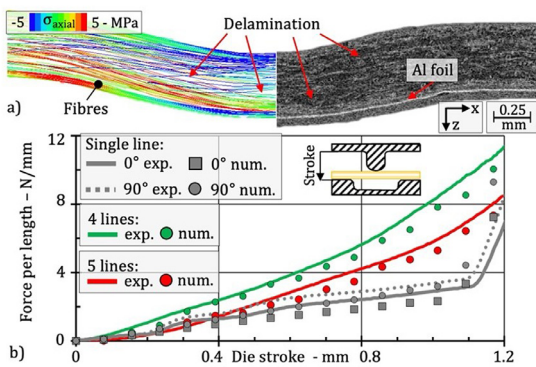 -5 σaxial 5 - MPa
Delamination
Al foil
Fibres
a)
x
z
0.25
mm
12
8
4
0
Force per length – N/mm
Single line:
0° exp. 0° num.
90° exp. 90° num.
4 lines:
exp. num.
5 lines:
exp. num.
Stroke
b)
0 0.4 0.8 1.2
Die stroke - mm